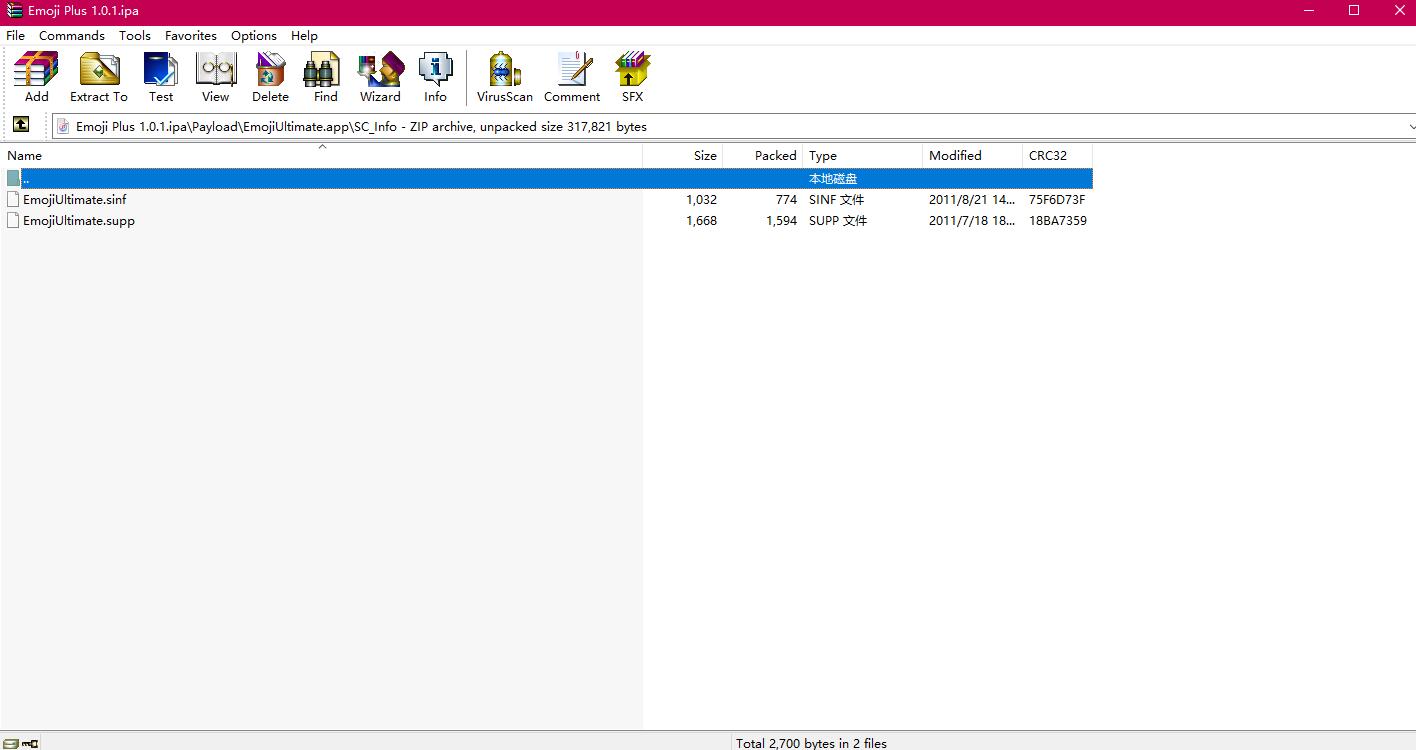 Emoji Plus 1.0.1.ipa
File Commands Tools Favorites Options Help
Add Extract To Test View Delete Find Wizard Info VirusScan Comment SFX
Emoji Plus 1.0.1.ipa\Payload\EmojiUltimate.app\SC_Info - ZIP archive, unpacked size 317,821 bytes
Name Size Packed Type Modified CRC32
.. 本地磁盘
EmojiUltimate.sinf 1,032 774 SINF 文件 2011/8/21 14... 75F6D73F
EmojiUltimate.supp 1,668 1,594 SUPP 文件 2011/7/18 18... 18BA7359
Total 2,700 bytes in 2 files